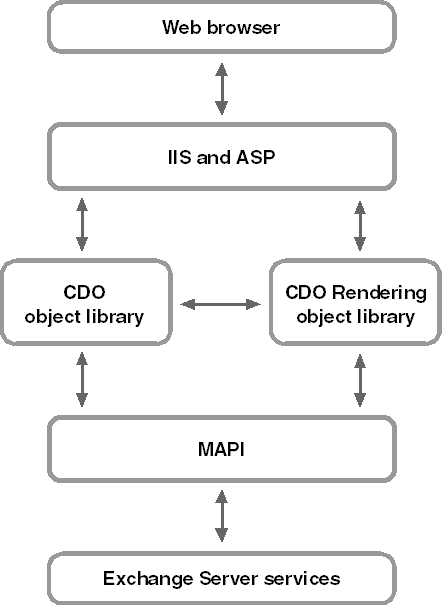 Web browser
IIS and ASP
CDO
object library
CDO Rendering
object library
MAPI
Exchange Server services